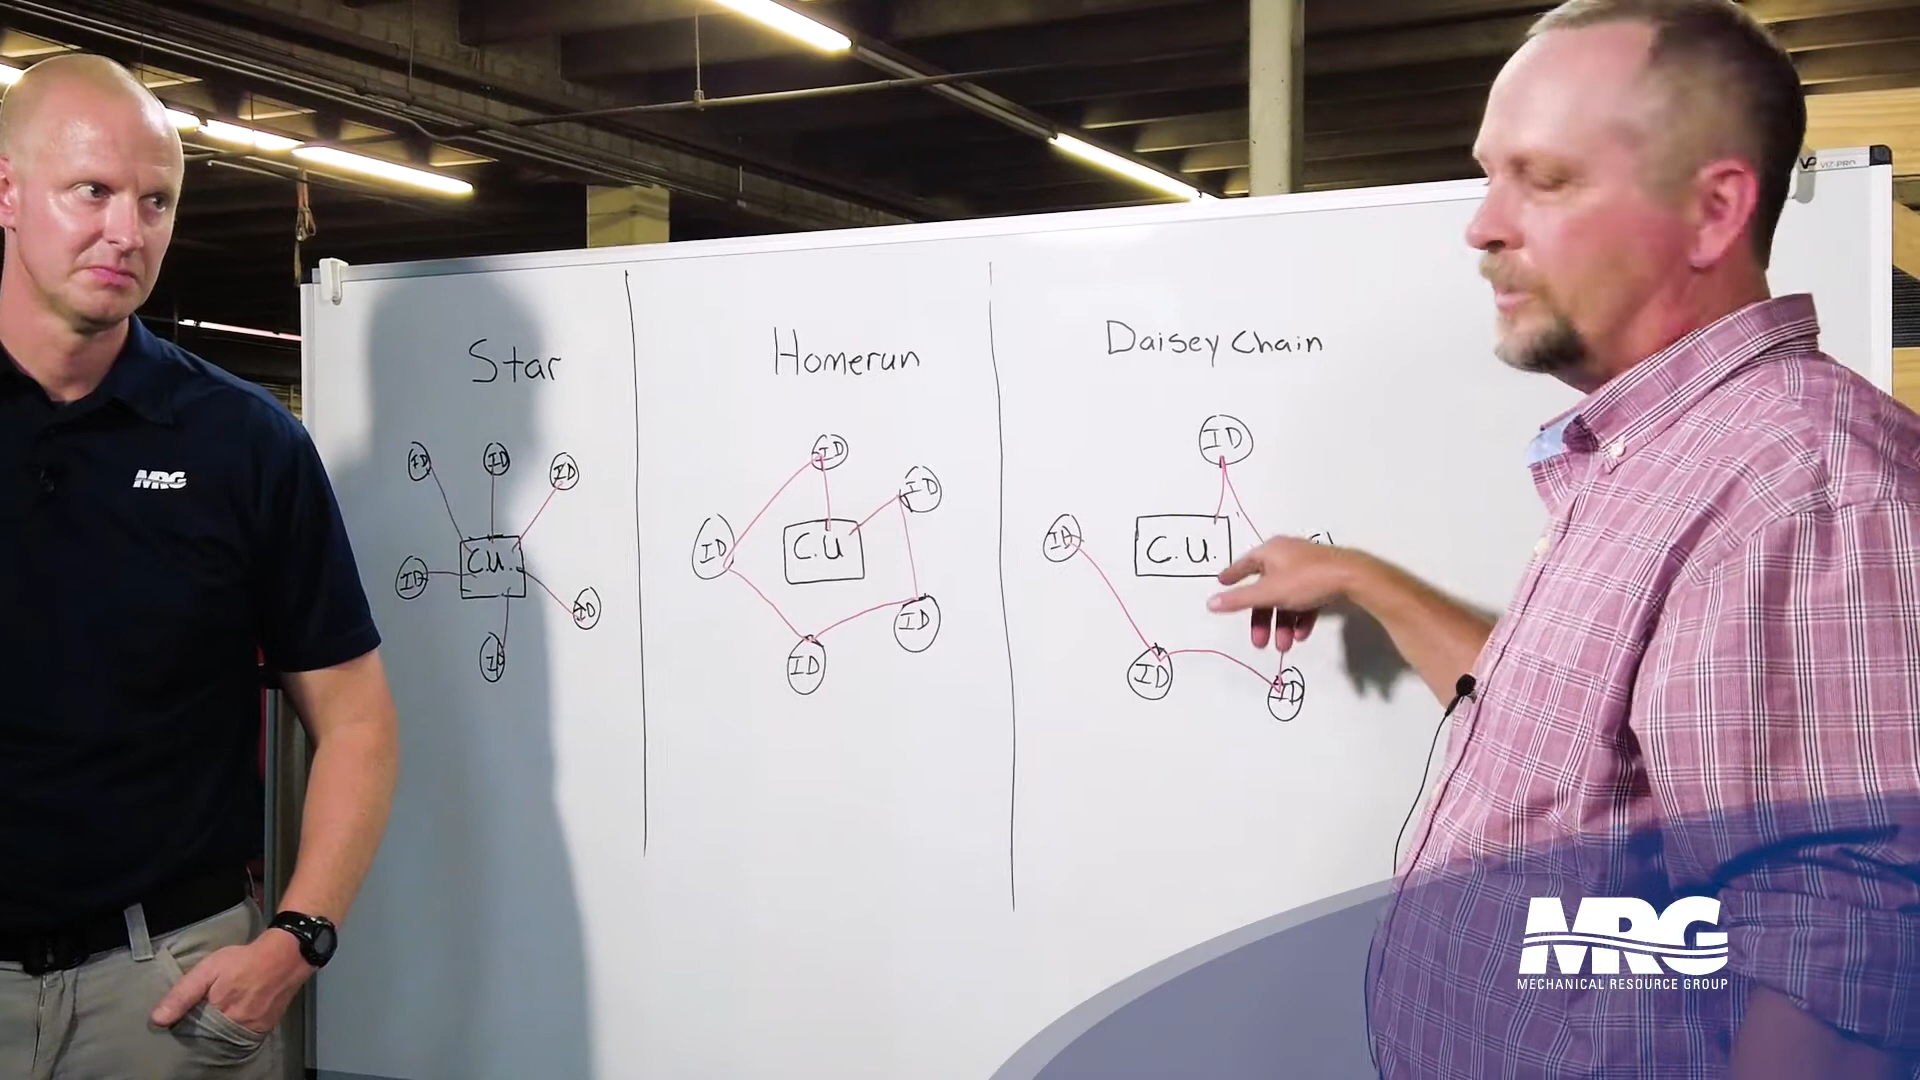 VP VIZ-PRO
Star
Homerun
Daisey Chain
ID
ID
ID
ID
C.U.
ID
ID
ID
ID
ID
C.U
ID
ID
ID
ID
C.U.
ID
ID
MRG
MRG
MECHANICAL RESOURCE GROUP